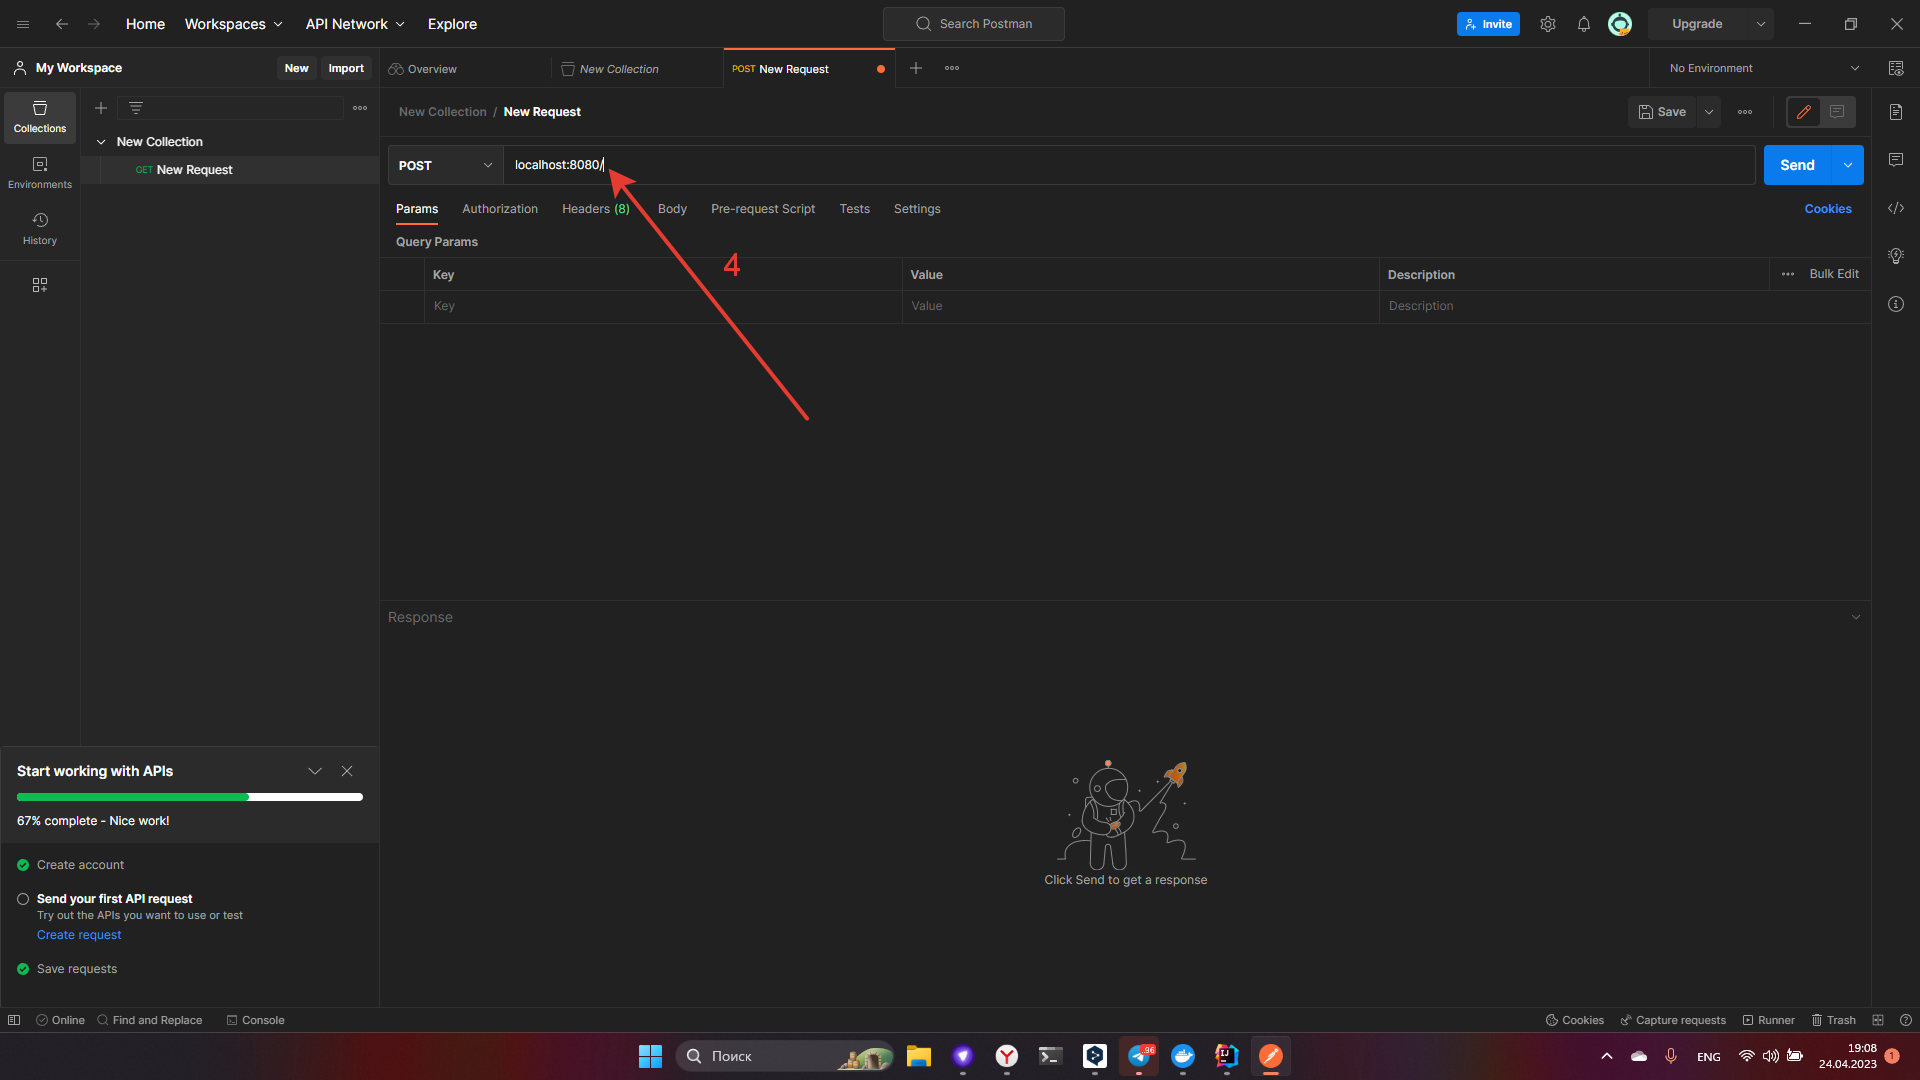 Home Workspaces API Network Explore
Search Postman
Invite
Upgrade
My Workspace
New Import
Overview
New Collection
POST New Request
No Environment
Collections
Environments
History
New Collection
GET New Request
New Collection / New Request
Save
POST
localhost:8080/
Send
Params Authorization Headers (8) Body Pre-request Script Tests Settings
Cookies
Query Params
4
Key Value Description
Bulk Edit
Key Value Description
Response
Click Send to get a response
Start working with APIs
67% complete - Nice work!
Create account
Send your first API request
Try out the APIs you want to use or test
Create request
Save requests
Online Find and Replace Console
Cookies Capture requests Runner Trash
Поиск
96
ENG
19:08
24.04.2023
1